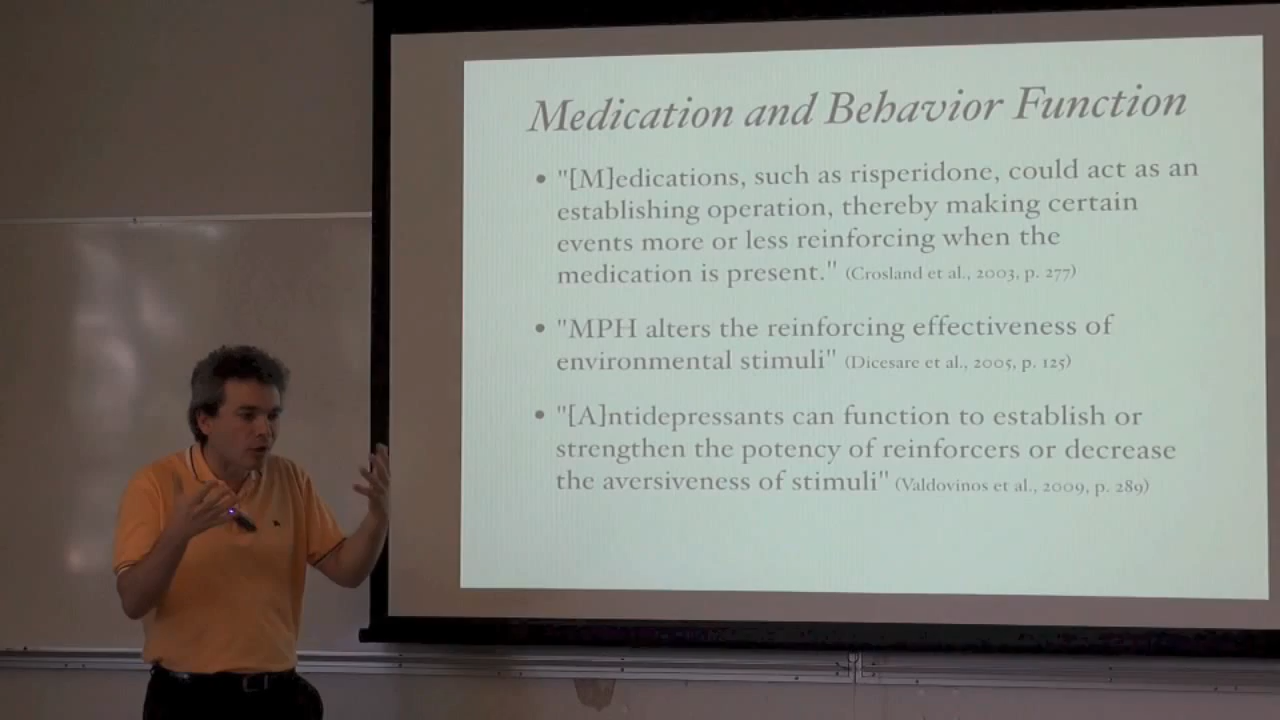 Medication and Behavior Function
• "[M]edications, such as risperidone, could act as an
establishing operation, thereby making certain
events more or less reinforcing when the
medication is present." (Crosland et al., 2003, p. 277)
• "MPH alters the reinforcing effectiveness of
environmental stimuli" (Dicesare et al., 2005, p. 125)
• "[A]ntidepressants can function to establish or
strengthen the potency of reinforcers or decrease
the aversiveness of stimuli" (Valdovinos et al., 2009, p. 289)